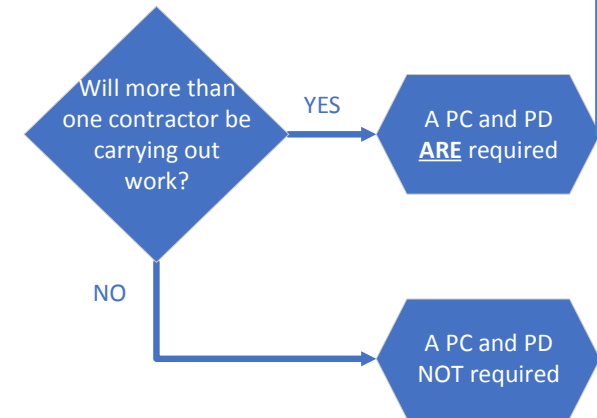 Will more than
one contractor be
carrying out
work?
YES
A PC and PD
ARE required
NO
A PC and PD
NOT required